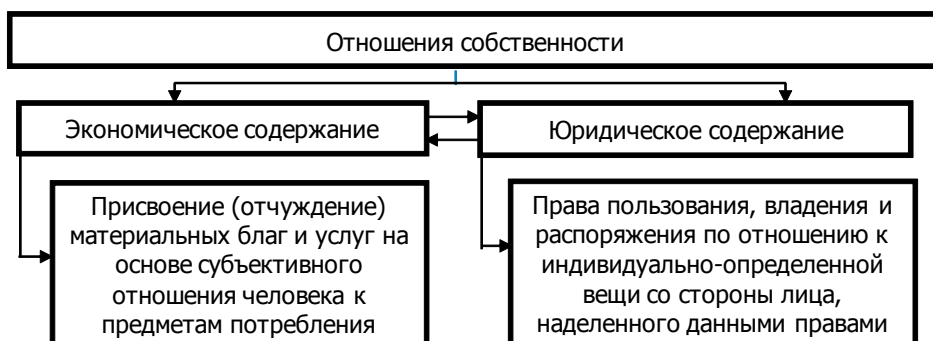 Отношения собственности
Экономическое содержание
Юридическое содержание
Присвоение (отчуждение)
материальных благ и услуг на
основе субъективного
отношения человека к
предметам потребления
Права пользования, владения и
распоряжения по отношению к
индивидуально-определенной
вещи со стороны лица,
наделенного данными правами